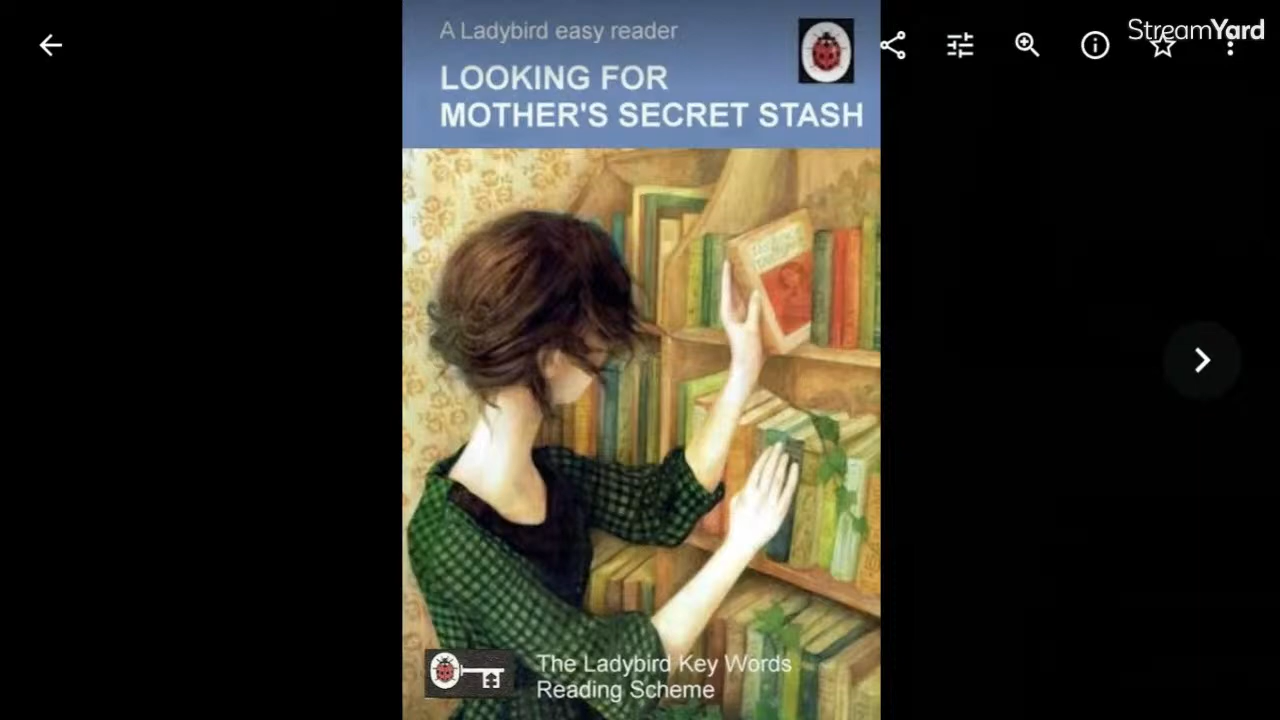 StreamYard
A Ladybird easy reader
LOOKING FOR
MOTHER'S SECRET STASH
The Ladybird Key Words
Reading Scheme